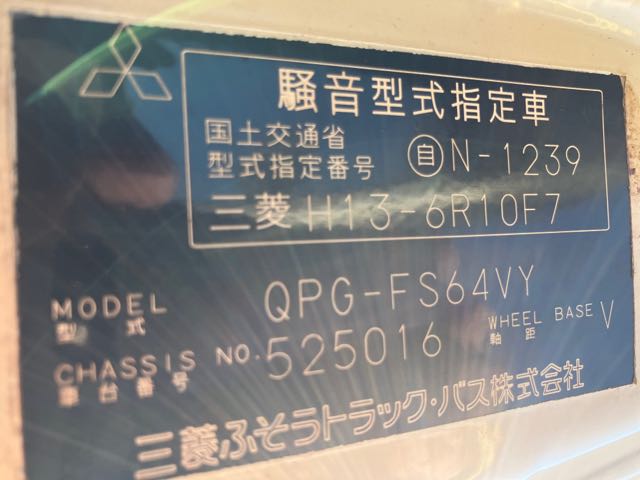 騒音型式指定車
国土交通省
型式指定番号 自N-1239
三菱 H13-6R10F7
MODEL QPG-FS64VY
型式
CHASSIS NO. 525016 WHEEL BASE V
車台番号 軸距
三菱ふそうトラック・バス株式会社